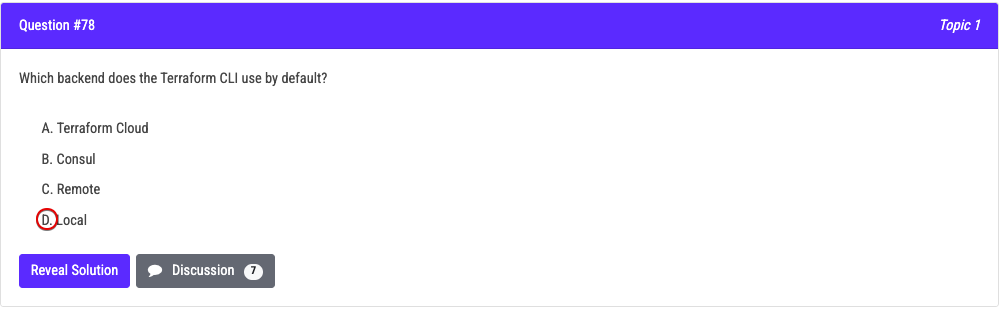 Question #78
Topic 1
Which backend does the Terraform CLI use by default?
A. Terraform Cloud
B. Consul
C. Remote
D. Local
Reveal Solution
Discussion 7